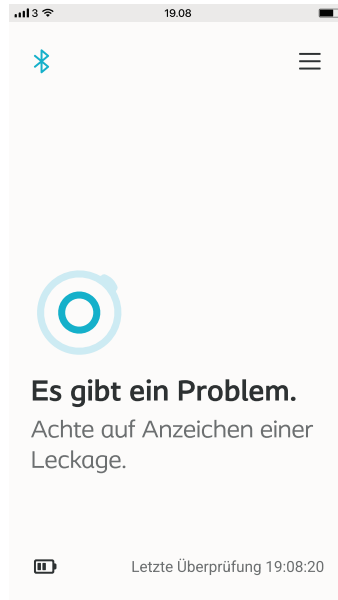 3 19.08
Es gibt ein Problem.
Achte auf Anzeichen einer
Leckage.
Letzte Überprüfung 19:08:20